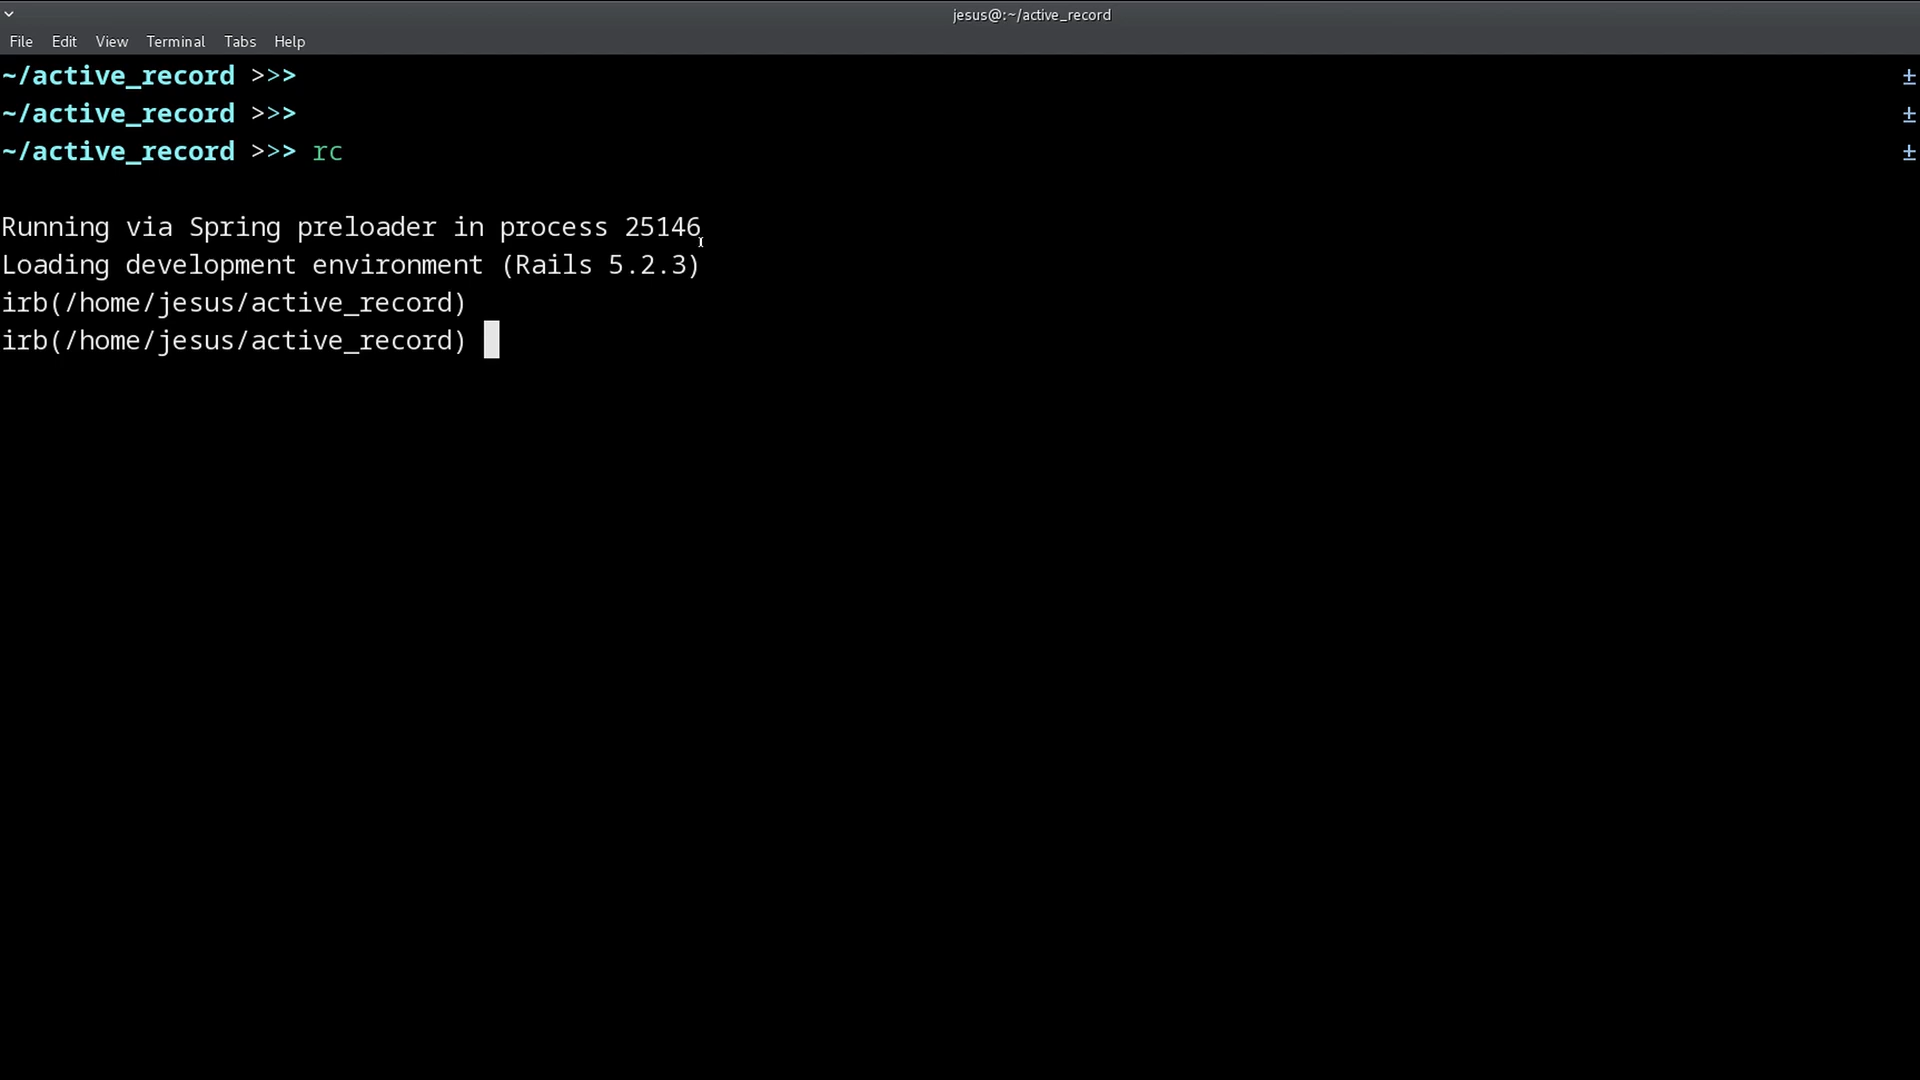 jesus@:~/active_record
File Edit View Terminal Tabs Help
~/active_record >>> ±
~/active_record >>> ±
~/active_record >>> rc ±
Running via Spring preloader in process 25146
Loading development environment (Rails 5.2.3)
irb(/home/jesus/active_record)
irb(/home/jesus/active_record)